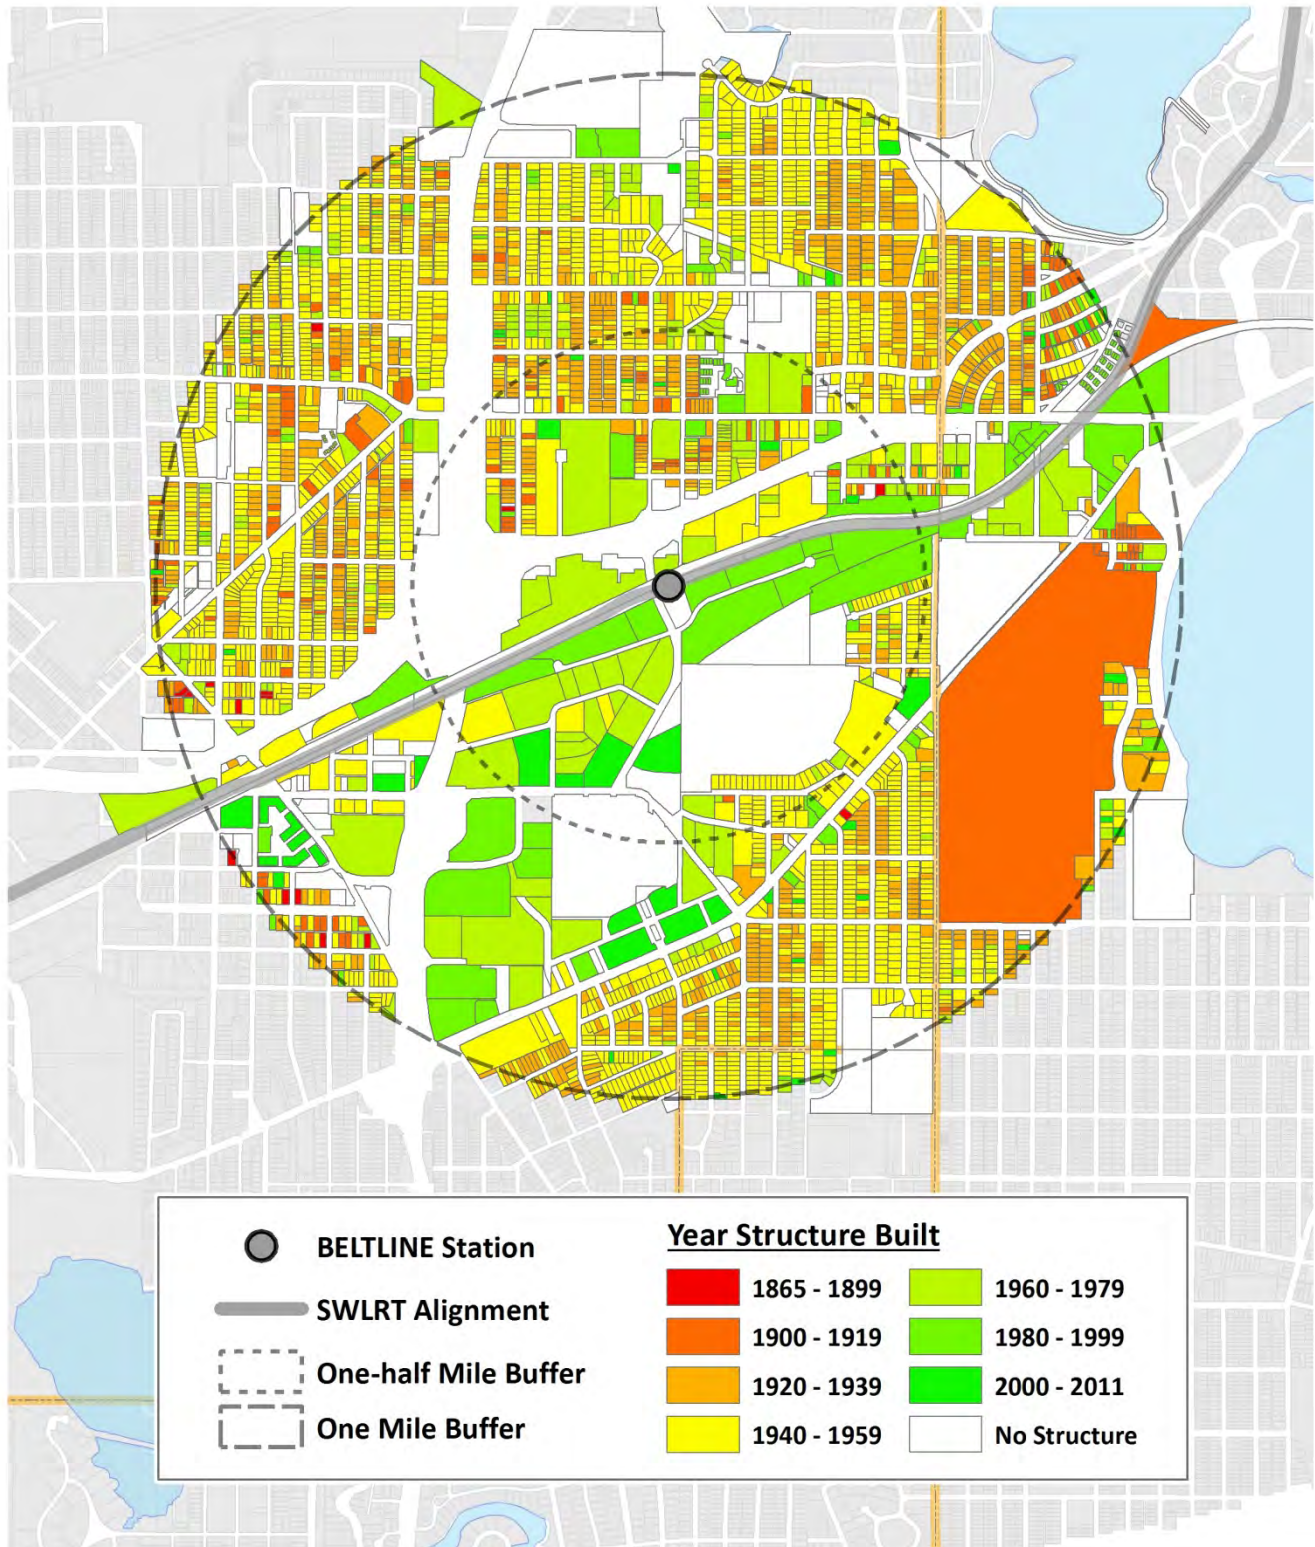 BELTLINE Station
SWLRT Alignment
One-half Mile Buffer
One Mile Buffer
Year Structure Built
1865 - 1899
1900 - 1919
1920 - 1939
1940 - 1959
1960 - 1979
1980 - 1999
2000 - 2011
No Structure